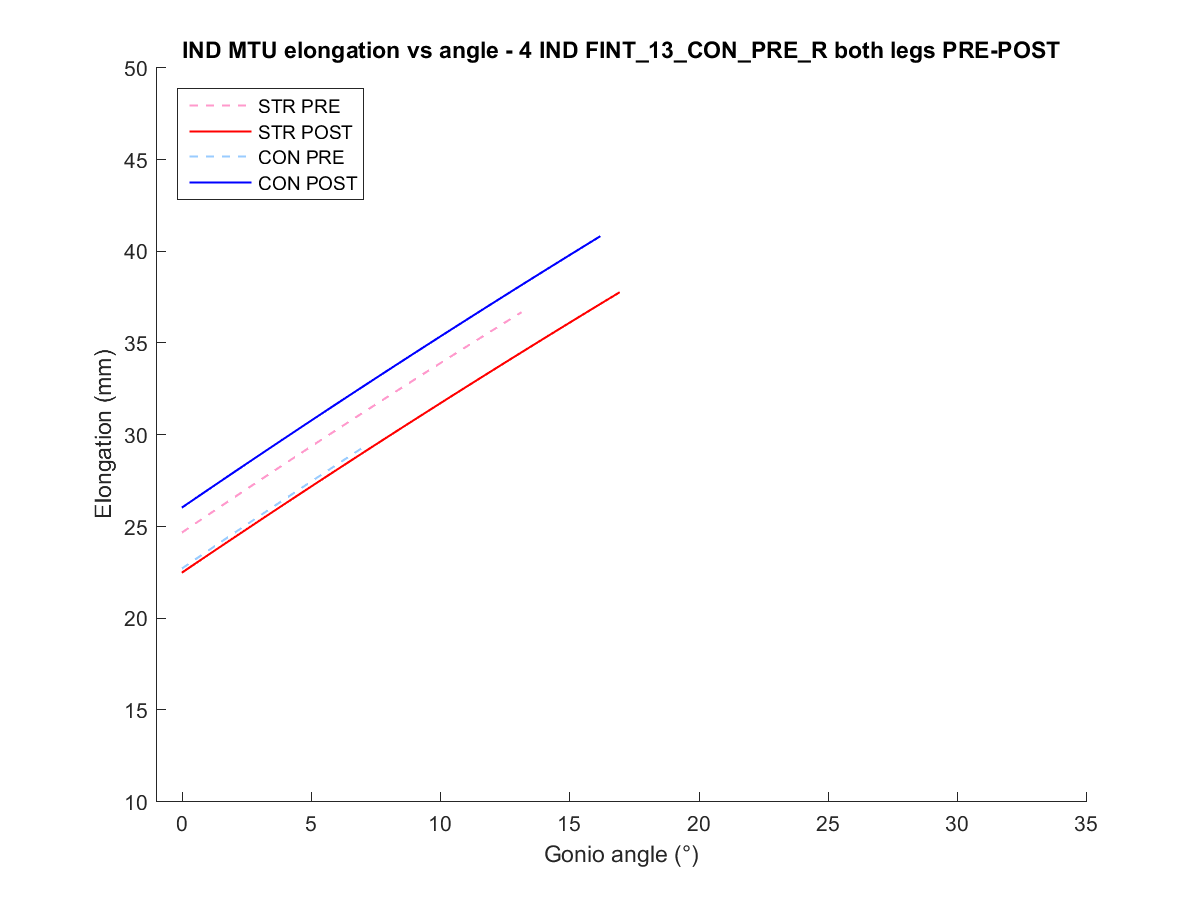 IND MTU elongation vs angle - 4 IND FINT_13_CON_PRE_R both legs PRE-POST
STR PRE
STR POST
CON PRE
CON POST
50
45
40
35
30
25
20
15
10
Elongation (mm)
0 5 10 15 20 25 30 35
Gonio angle (°)